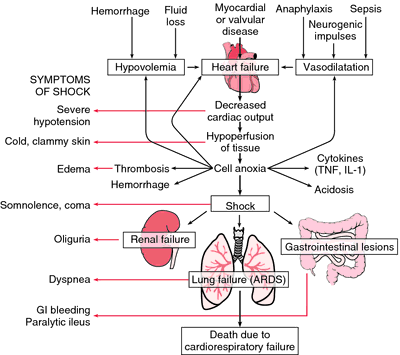 Hemorrhage
Fluid
loss
Myocardial
or valvular
disease
Anaphylaxis
Sepsis
Neurogenic
impulses
Hypovolemia
Heart failure
Vasodilatation
SYMPTOMS
OF SHOCK
Severe
hypotension
Decreased
cardiac output
Cold, clammy skin
Hypoperfusion
of tissue
Edema
Thrombosis
Cell anoxia
Cytokines
(TNF, IL-1)
Hemorrhage
Acidosis
Somnolence, coma
Shock
Oliguria
Renal failure
Gastrointestinal lesions
Dyspnea
Lung failure (ARDS)
GI bleeding
Paralytic ileus
Death due to
cardiorespiratory failure